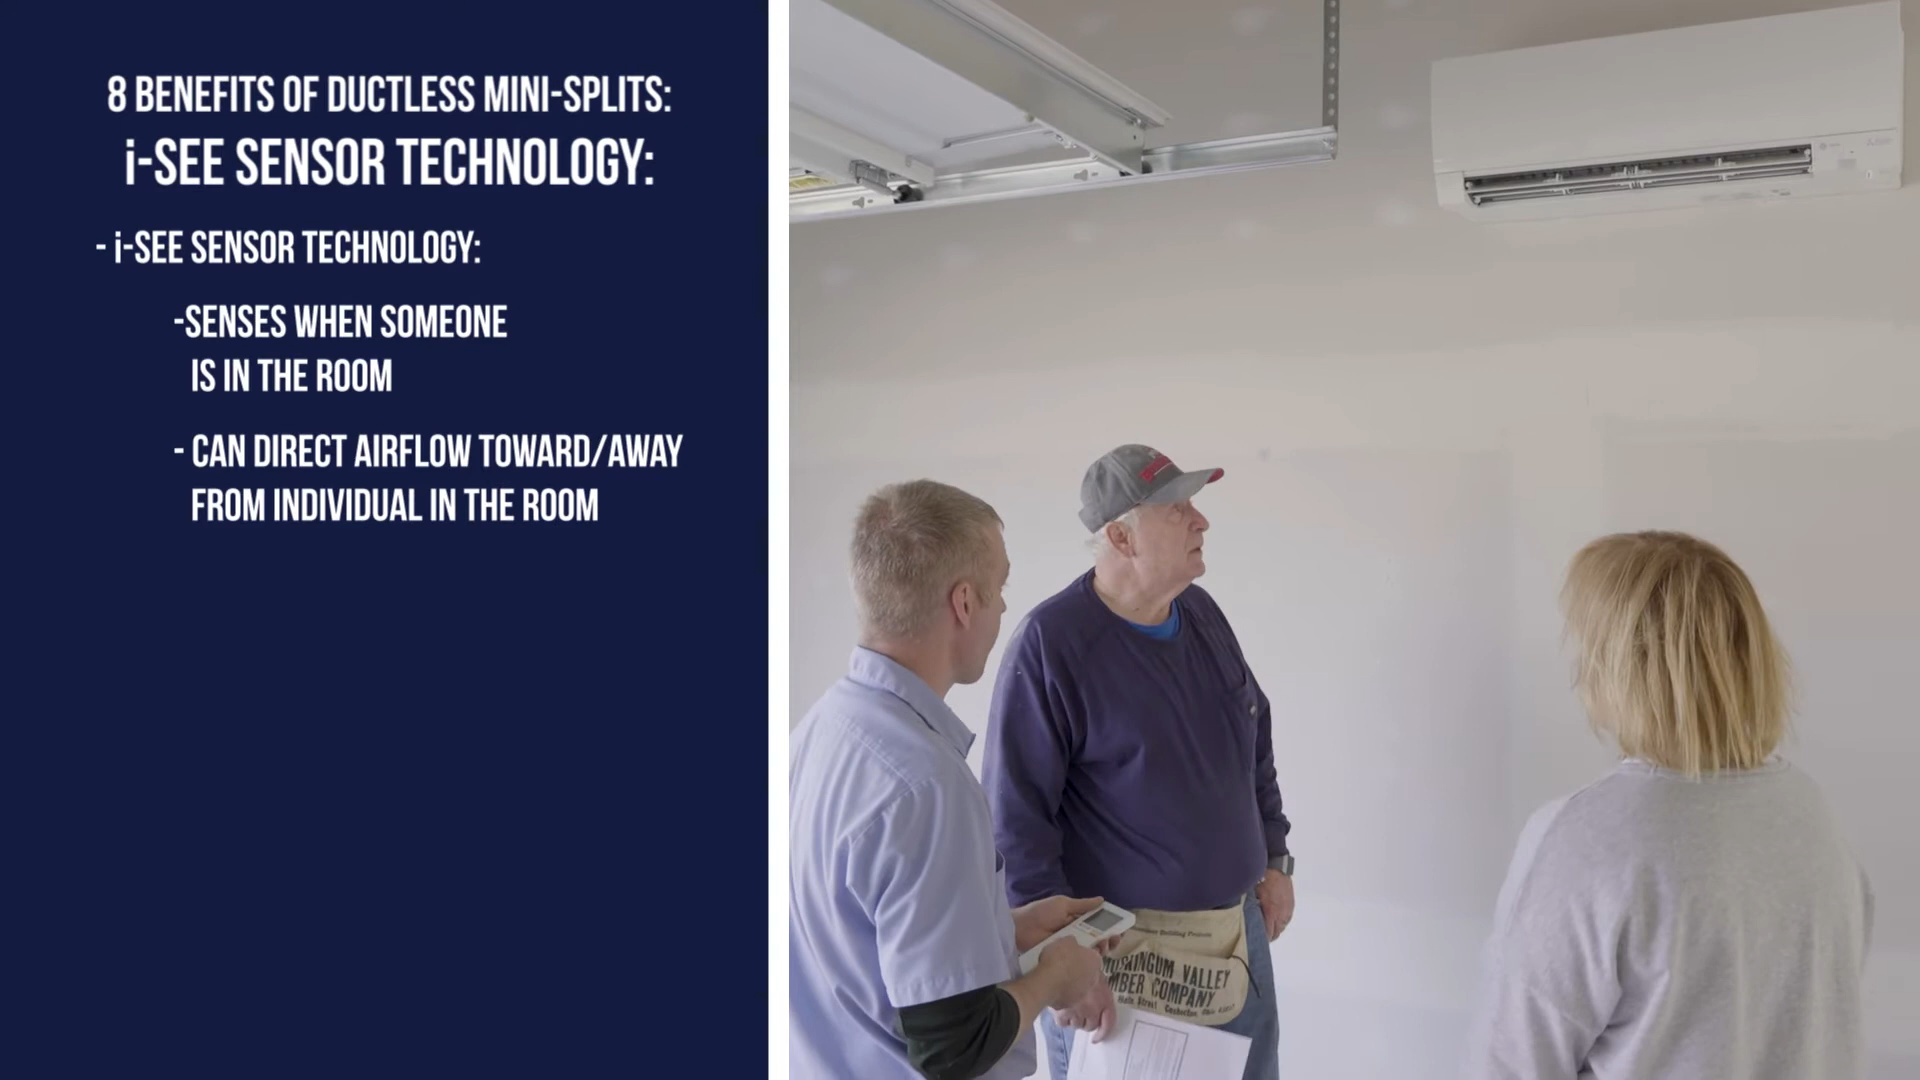 8 BENEFITS OF DUCTLESS MINI-SPLITS:
i-SEE SENSOR TECHNOLOGY:
- i-SEE SENSOR TECHNOLOGY:
-SENSES WHEN SOMEONE
IS IN THE ROOM
- CAN DIRECT AIRFLOW TOWARD/AWAY
FROM INDIVIDUAL IN THE ROOM
VALLEY
COMPANY